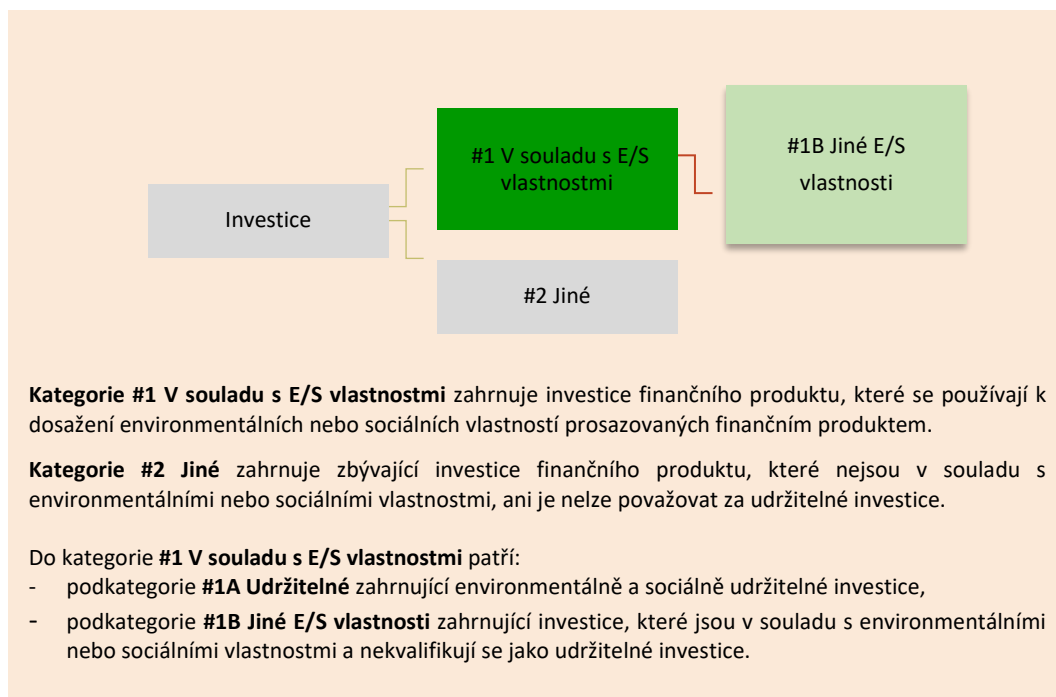 #1 V souladu s E/S
vlastnostmi
#1B Jiné E/S
vlastnosti
Investice
#2 Jiné
Kategorie #1 V souladu s E/S vlastnostmi zahrnuje investice finančního produktu, které se používají k
dosažení environmentálních nebo sociálních vlastností prosazovaných finančním produktem.
Kategorie #2 Jiné zahrnuje zbývající investice finančního produktu, které nejsou v souladu s
environmentálními nebo sociálními vlastnostmi, ani je nelze považovat za udržitelné investice.
Do kategorie #1 V souladu s E/S vlastnostmi patří:
- podkategorie #1A Udržitelné zahrnující environmentálně a sociálně udržitelné investice,
- podkategorie #1B Jiné E/S vlastnosti zahrnující investice, které jsou v souladu s environmentálními
nebo sociálními vlastnostmi a nekvalifikují se jako udržitelné investice.